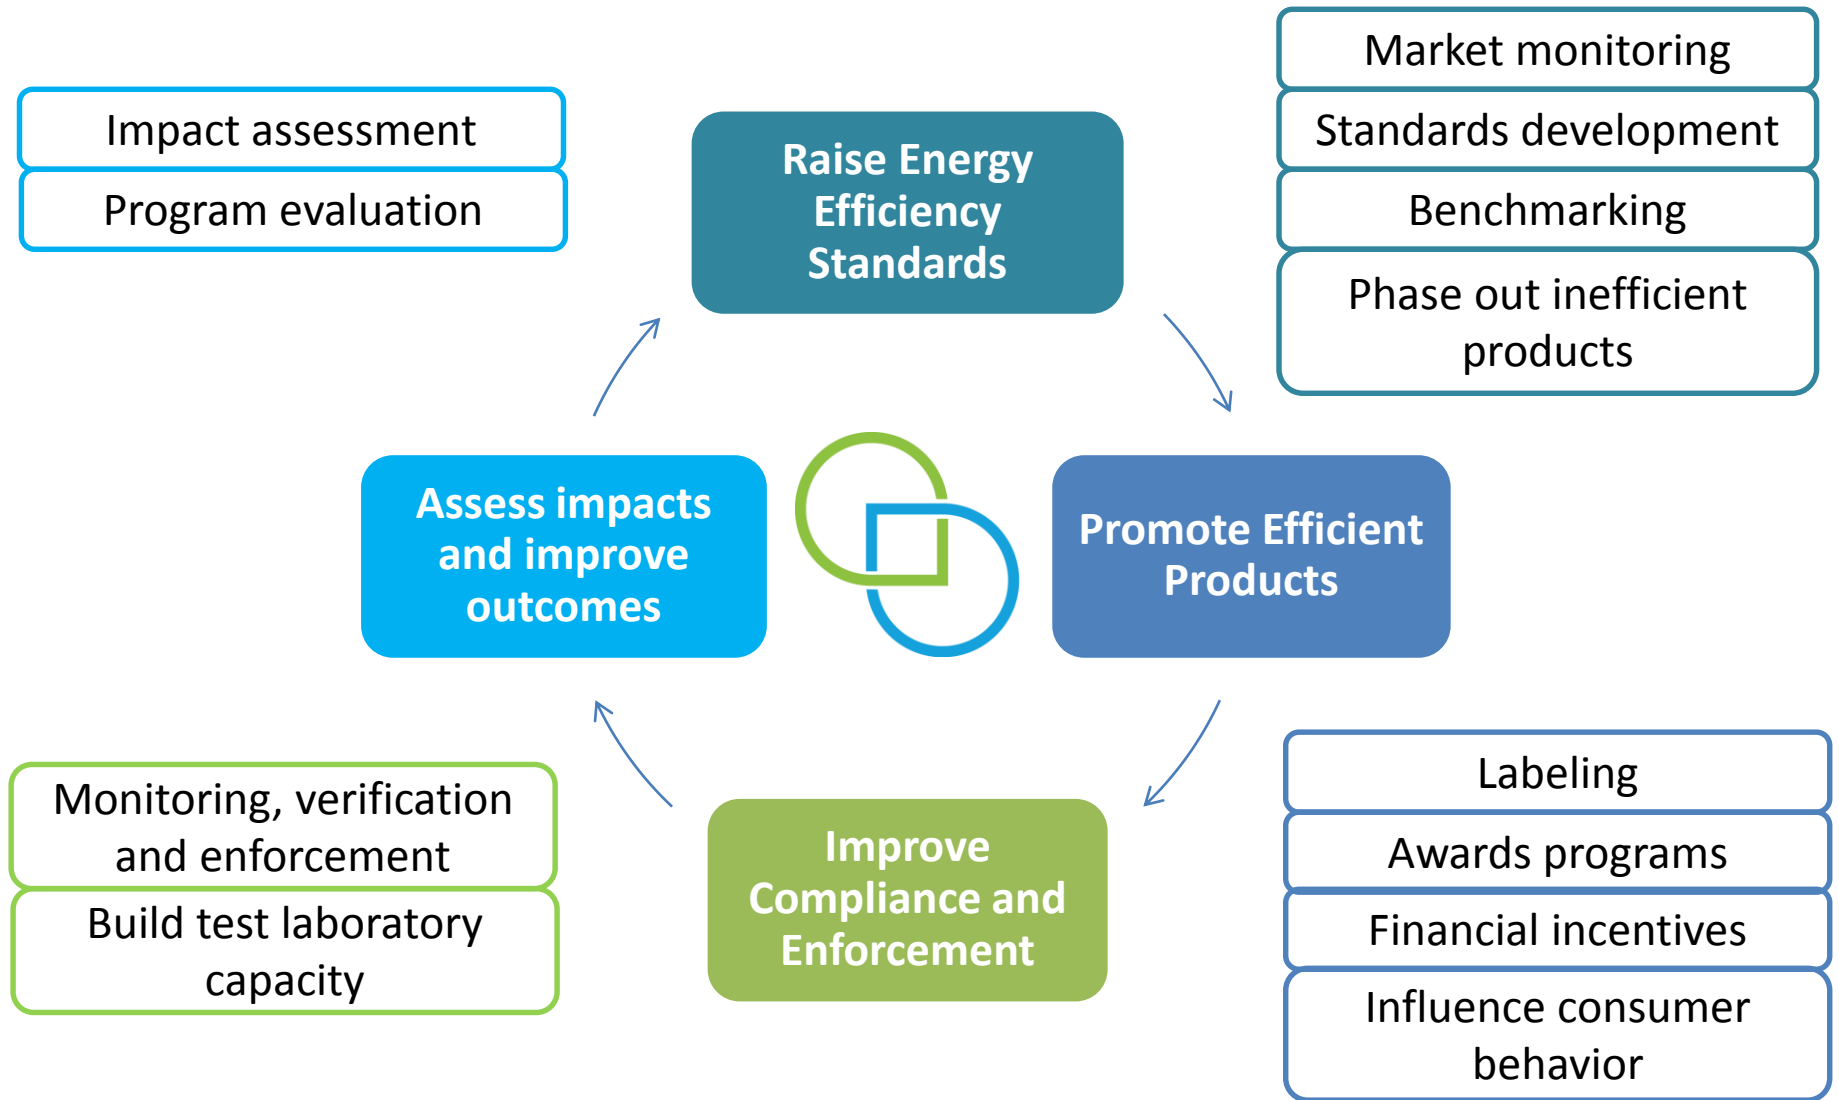 Impact assessment
Program evaluation
Raise Energy
Efficiency
Standards
Market monitoring
Standards development
Benchmarking
Phase out inefficient
products
Assess impacts
and improve
outcomes
Promote Efficient
Products
Monitoring, verification
and enforcement
Build test laboratory
capacity
Improve
Compliance and
Enforcement
Labeling
Awards programs
Financial incentives
Influence consumer
behavior